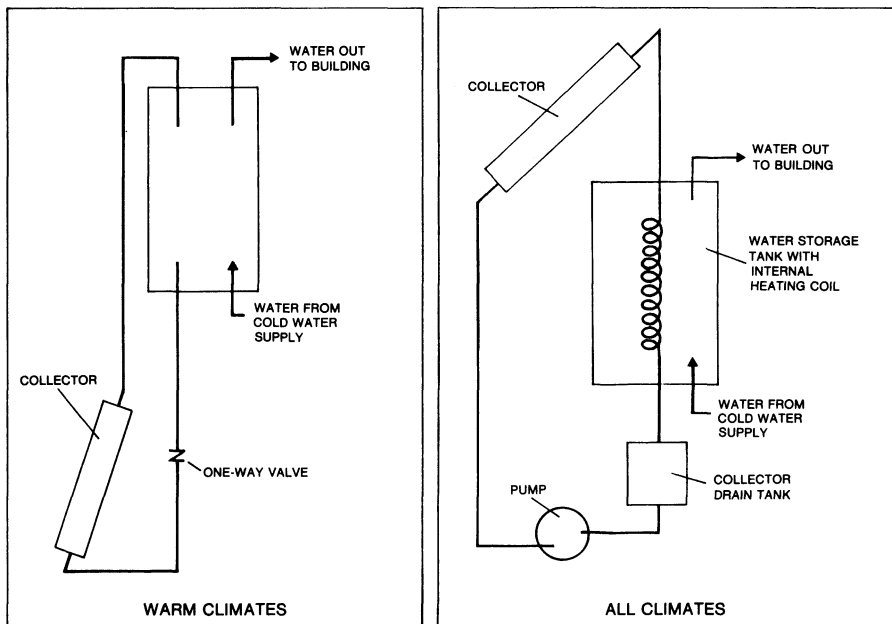 WATER OUT
TO BUILDING
WATER FROM
COLD WATER
SUPPLY
COLLECTOR
ONE-WAY VALVE
WARM CLIMATES
COLLECTOR
WATER OUT
TO BUILDING
WATER STORAGE
TANK WITH
INTERNAL
HEATING COIL
WATER FROM
COLD WATER
SUPPLY
COLLECTOR
DRAIN TANK
PUMP
ALL CLIMATES